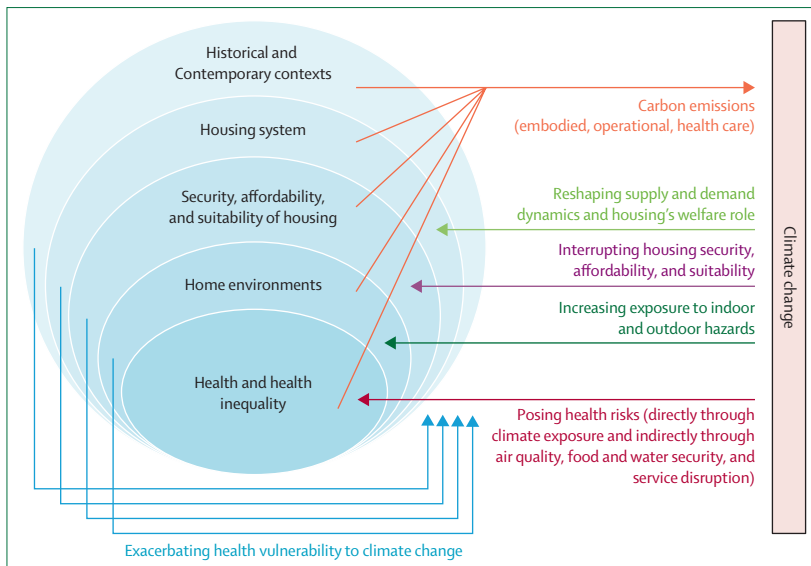 Historical and
Contemporary contexts
Housing system
Security, affordability,
and suitability of housing
Home environments
Health and health
inequality
Carbon emissions
(embodied, operational, health care)
Reshaping supply and demand
dynamics and housing's welfare role
Interrupting housing security,
affordability, and suitability
Increasing exposure to indoor
and outdoor hazards
Posing health risks (directly through
climate exposure and indirectly through
air quality, food and water security, and
service disruption)
Climate change
Exacerbating health vulnerability to climate change